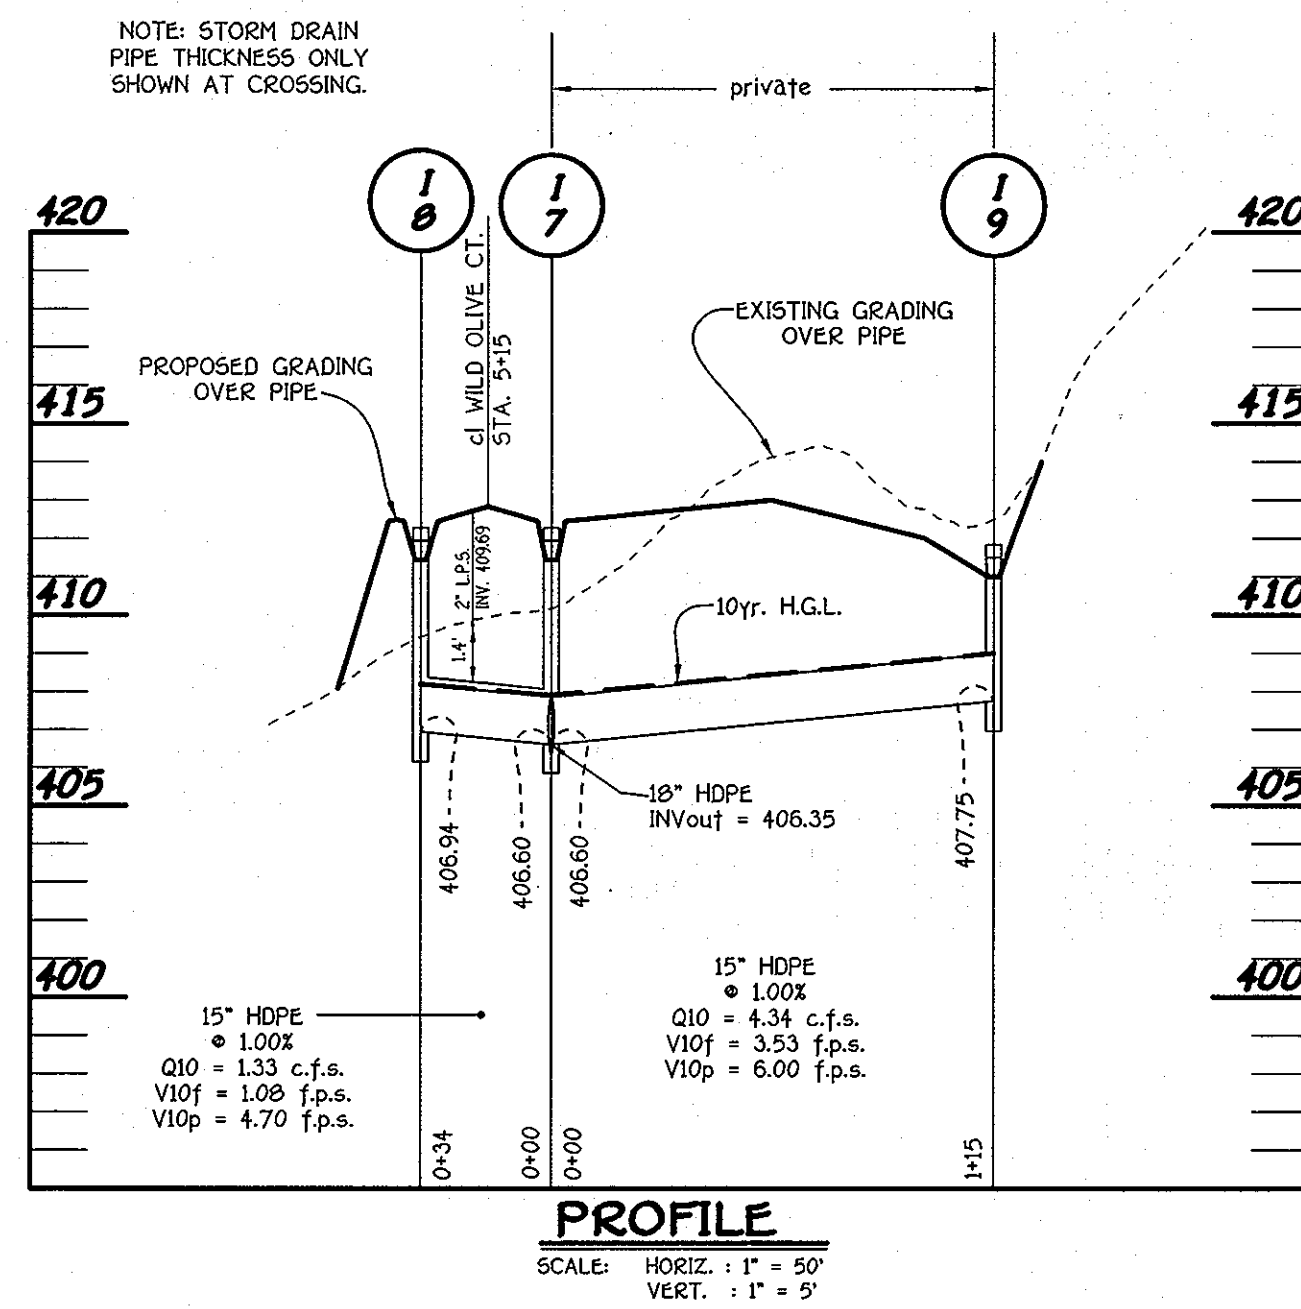 NOTE: STORM DRAIN
PIPE THICKNESS ONLY
SHOWN AT CROSSING.
private
I
8
I
7
I
9
420
420
cl WILD OLIVE CT.
STA. 5+15
EXISTING GRADING
OVER PIPE
PROPOSED GRADING
OVER PIPE
415
415
2" L.P.S.
INV. 409.69
1.4'
410
410
10yr. H.G.L.
405
405
18" HDPE
INVout = 406.35
406.94
406.60
406.60
407.75
400
400
15" HDPE
@ 1.00%
Q10 = 1.33 c.f.s.
V10f = 1.08 f.p.s.
V10p = 4.70 f.p.s.
15" HDPE
@ 1.00%
Q10 = 4.34 c.f.s.
V10f = 3.53 f.p.s.
V10p = 6.00 f.p.s.
0+34
0+00
0+00
1+15
PROFILE
SCALE: HORIZ. : 1" = 50'
VERT. : 1" = 5'